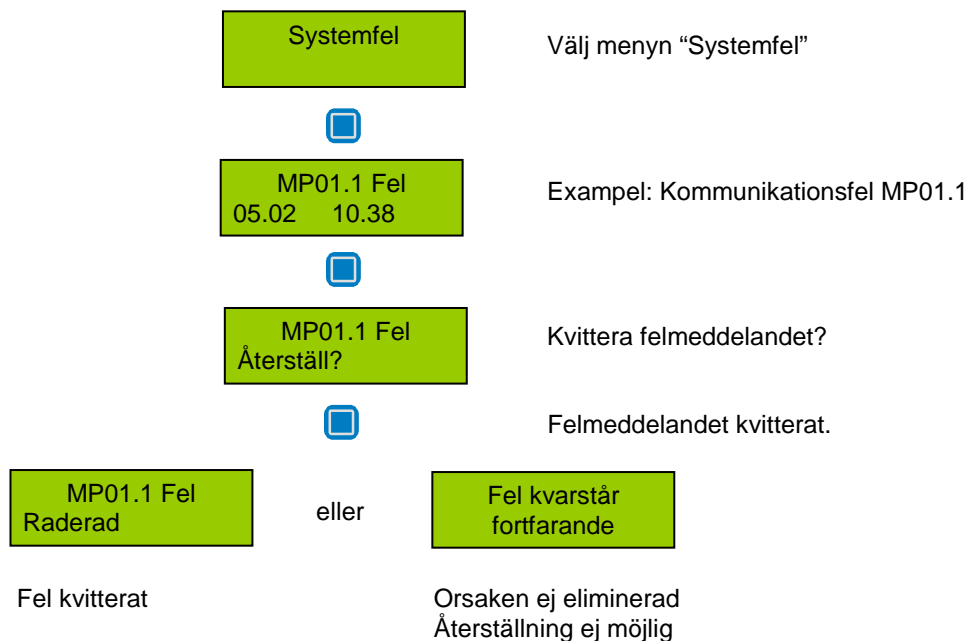 Systemfel
Välj menyn “Systemfel”
MP01.1 Fel
05.02 10.38
Exampel: Kommunikationsfel MP01.1
MP01.1 Fel
Återställ?
Kvittera felmeddelandet?
Felmeddelandet kvitterat.
MP01.1 Fel
Raderad
eller
Fel kvarstår
fortfarande
Fel kvitterat
Orsaken ej eliminerad
Återställning ej möjlig